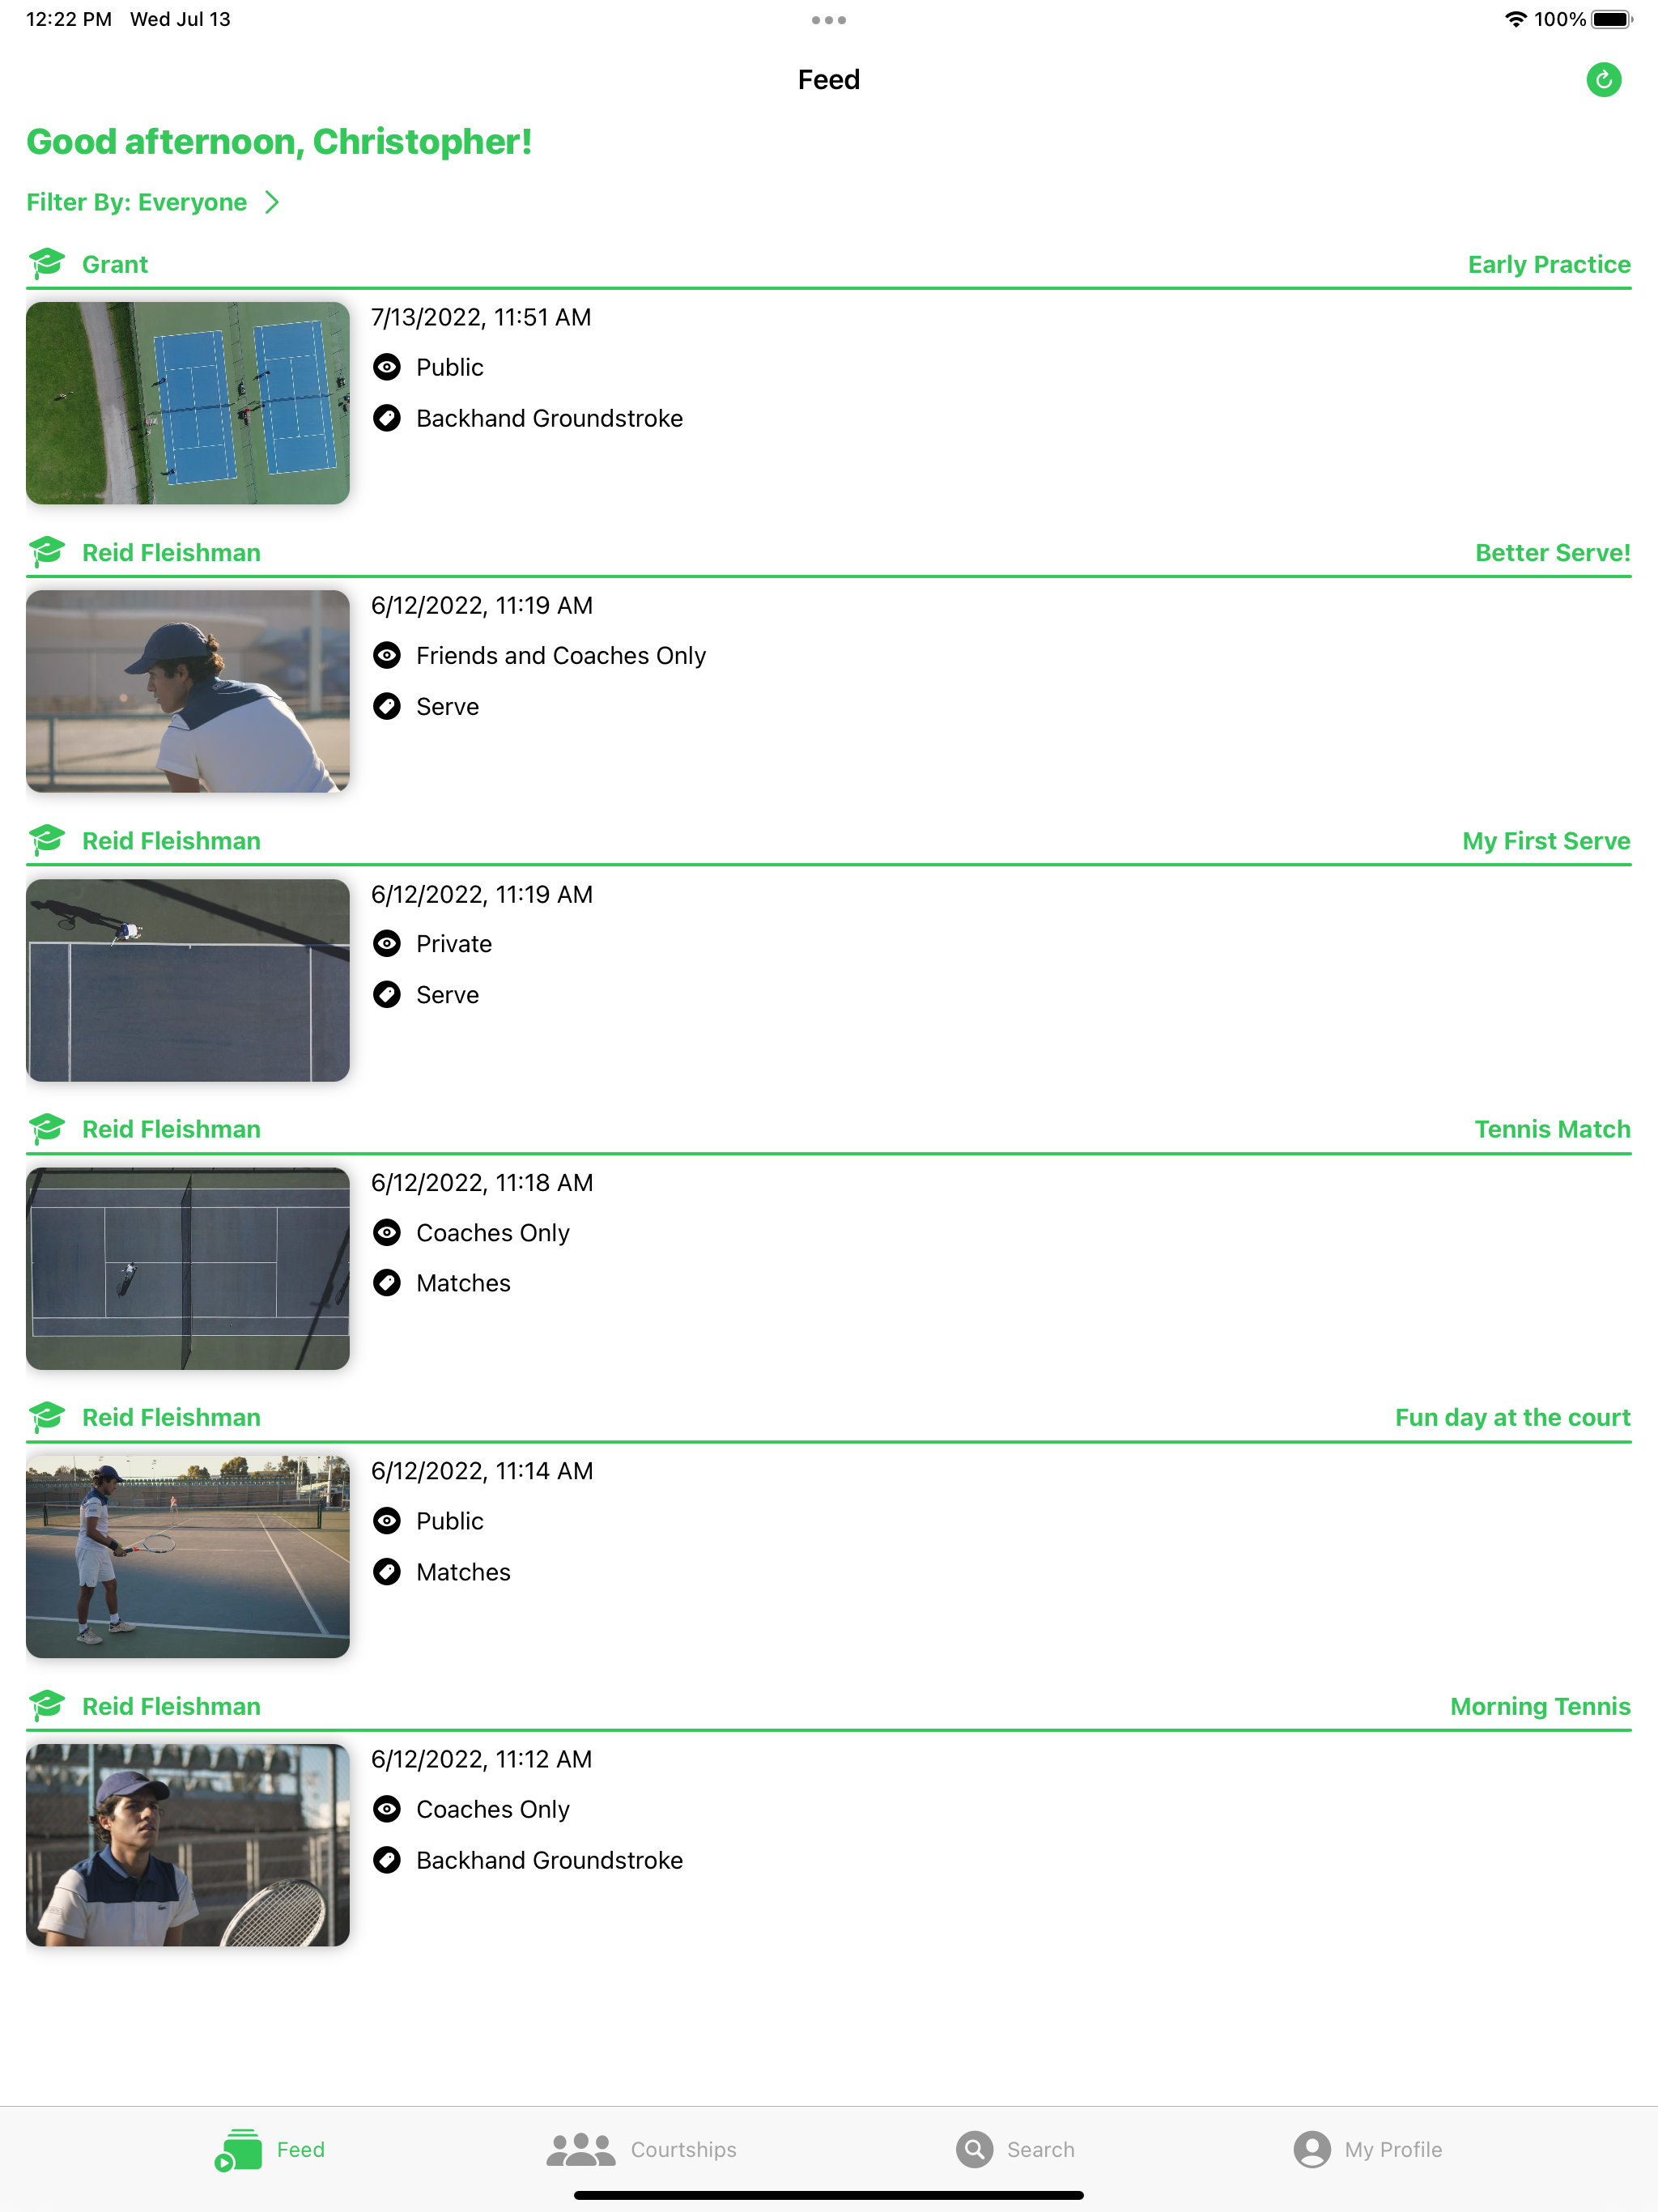 12:22 PM Wed Jul 13
100%
Feed
Good afternoon, Christopher!
Filter By: Everyone
Grant
Early Practice
7/13/2022, 11:51 AM
Public
Backhand Groundstroke
Reid Fleishman
Better Serve!
6/12/2022, 11:19 AM
Friends and Coaches Only
Serve
Reid Fleishman
My First Serve
6/12/2022, 11:19 AM
Private
Serve
Reid Fleishman
Tennis Match
6/12/2022, 11:18 AM
Coaches Only
Matches
Reid Fleishman
Fun day at the court
6/12/2022, 11:14 AM
Public
Matches
Reid Fleishman
Morning Tennis
6/12/2022, 11:12 AM
Coaches Only
Backhand Groundstroke
Feed
Courtships
Search
My Profile